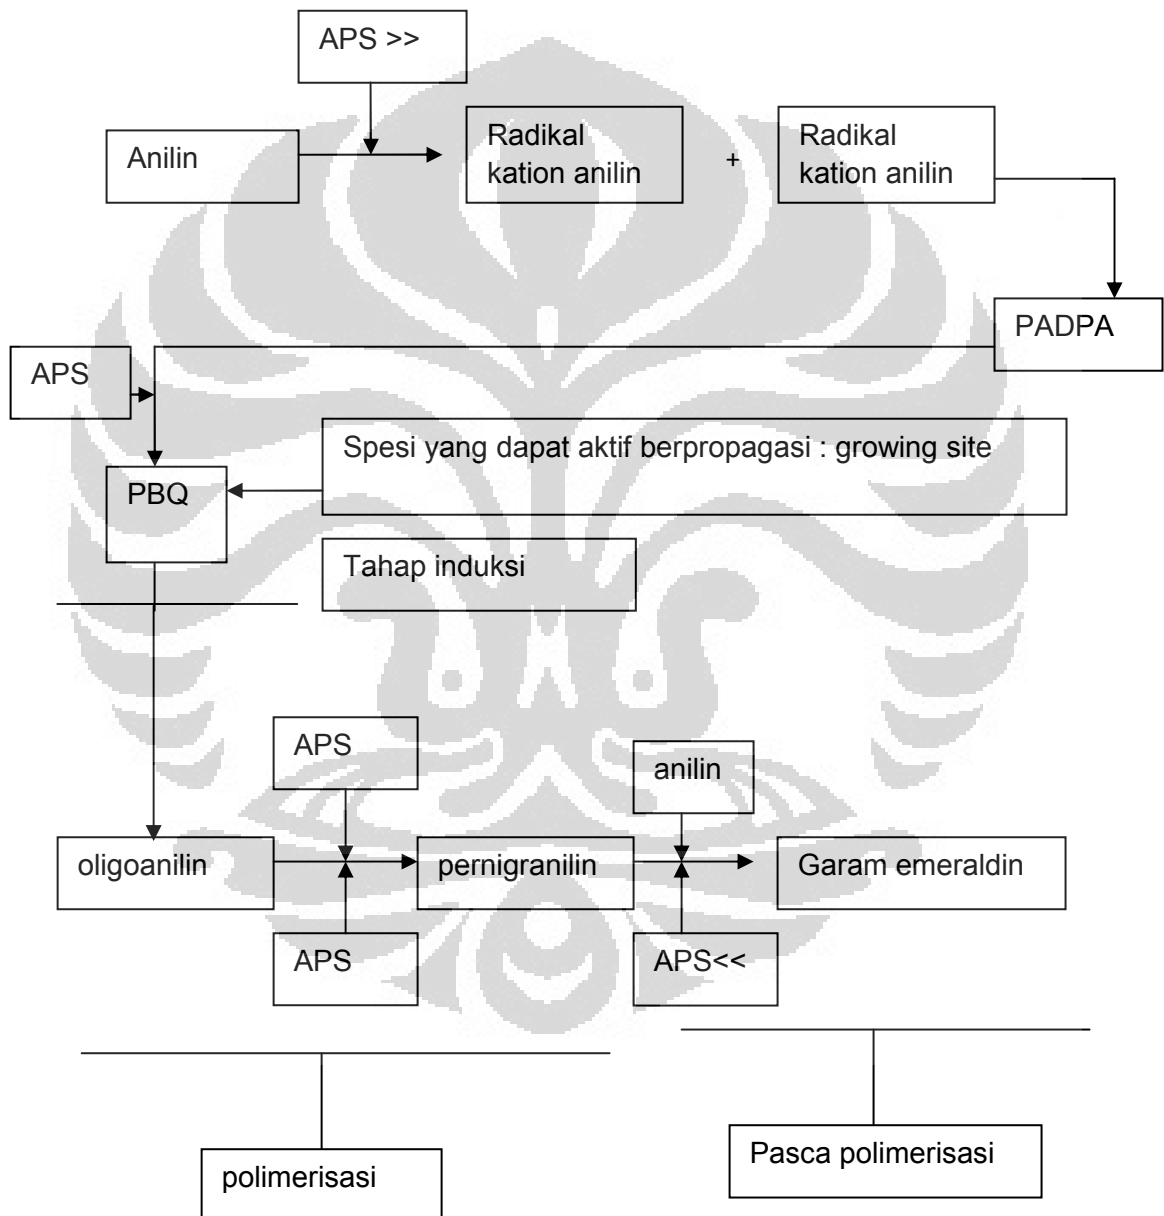 APS >>
Anilin
Radikal
kation anilin
+
Radikal
kation anilin
PADPA
APS
Spesi yang dapat aktif berpropagasi : growing site
PBQ
Tahap induksi
APS
anilin
oligoanilin
pernigranilin
Garam emeraldin
APS
APS<<
Pasca polimerisasi
polimerisasi